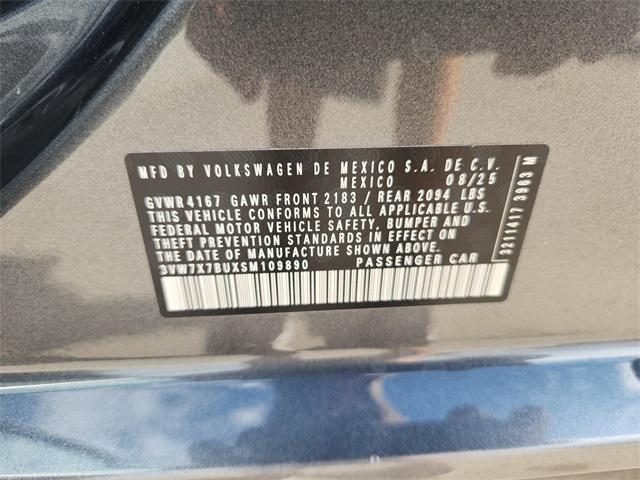 MFD BY VOLKSWAGEN DE MEXICO S.A. DE C.V.
MEXICO 08/25
GVWR 4167 GAWR FRONT 2183 / REAR 2094 LBS
THIS VEHICLE CONFORMS TO ALL APPLICABLE U.S.
FEDERAL MOTOR VEHICLE SAFETY, BUMPER AND
THEFT PREVENTION STANDARDS IN EFFECT ON
THE DATE OF MANUFACTURE SHOWN ABOVE.
3VW7X7BUXSM109890 PASSENGER CAR
3211417 3963 M